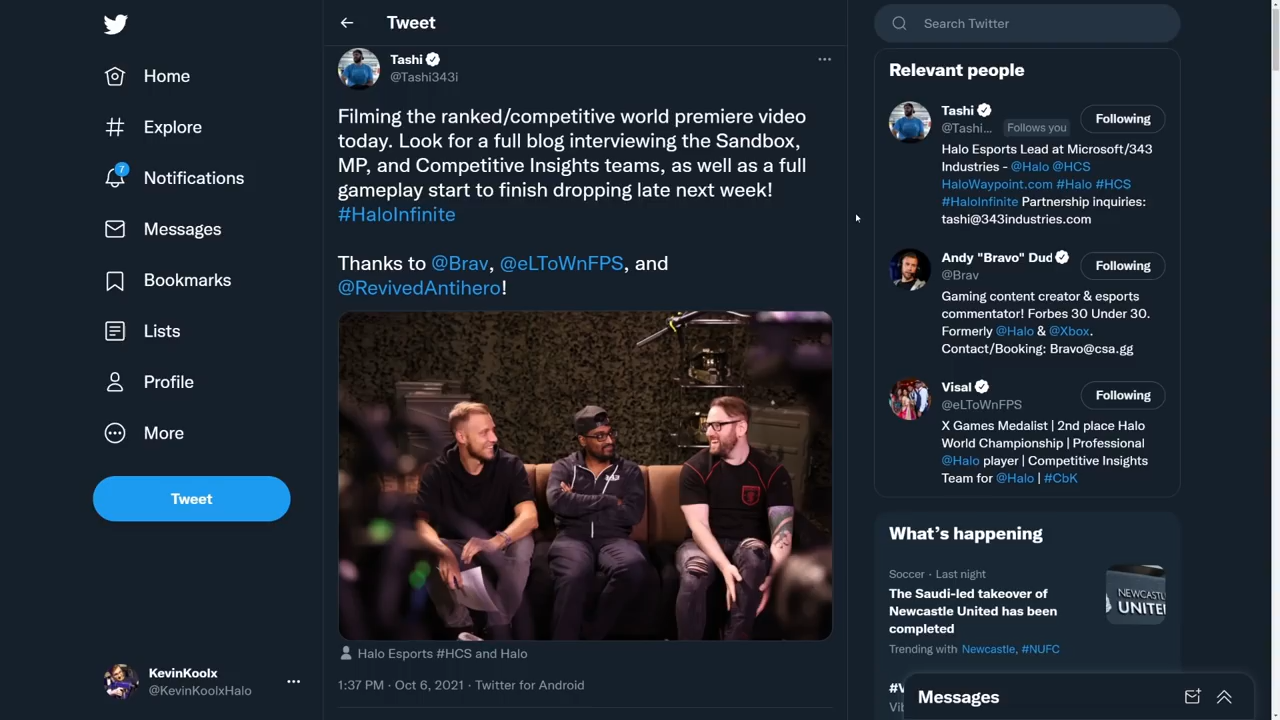 Home
Explore
7
Notifications
Messages
Bookmarks
Lists
Profile
More
Tweet
KevinKoolx
@KevinKoolxHalo
Tweet
Tashi
@Tashi343i
Filming the ranked/competitive world premiere video
today. Look for a full blog interviewing the Sandbox,
MP, and Competitive Insights teams, as well as a full
gameplay start to finish dropping late next week!
#HaloInfinite
Thanks to @Brav, @eLToWnFPS, and
@RevivedAntihero!
Halo Esports #HCS and Halo
1:37 PM · Oct 6, 2021 · Twitter for Android
Search Twitter
Relevant people
Tashi
@Tashi... Follows you
Following
Halo Esports Lead at Microsoft/343
Industries - @Halo @HCS
HaloWaypoint.com #Halo #HCS
#HaloInfinite Partnership inquiries:
tashi@343industries.com
Andy "Bravo" Dud
@Brav
Following
Gaming content creator & esports
commentator! Forbes 30 Under 30.
Formerly @Halo & @Xbox.
Contact/Booking: Bravo@csa.gg
Visal
@eLToWnFPS
Following
X Games Medalist | 2nd place Halo
World Championship | Professional
@Halo player | Competitive Insights
Team for @Halo | #CbK
What's happening
Soccer · Last night
The Saudi-led takeover of
Newcastle United has been
completed
Trending with Newcastle, #NUFC
NEWCASTL
UNITE
Messages